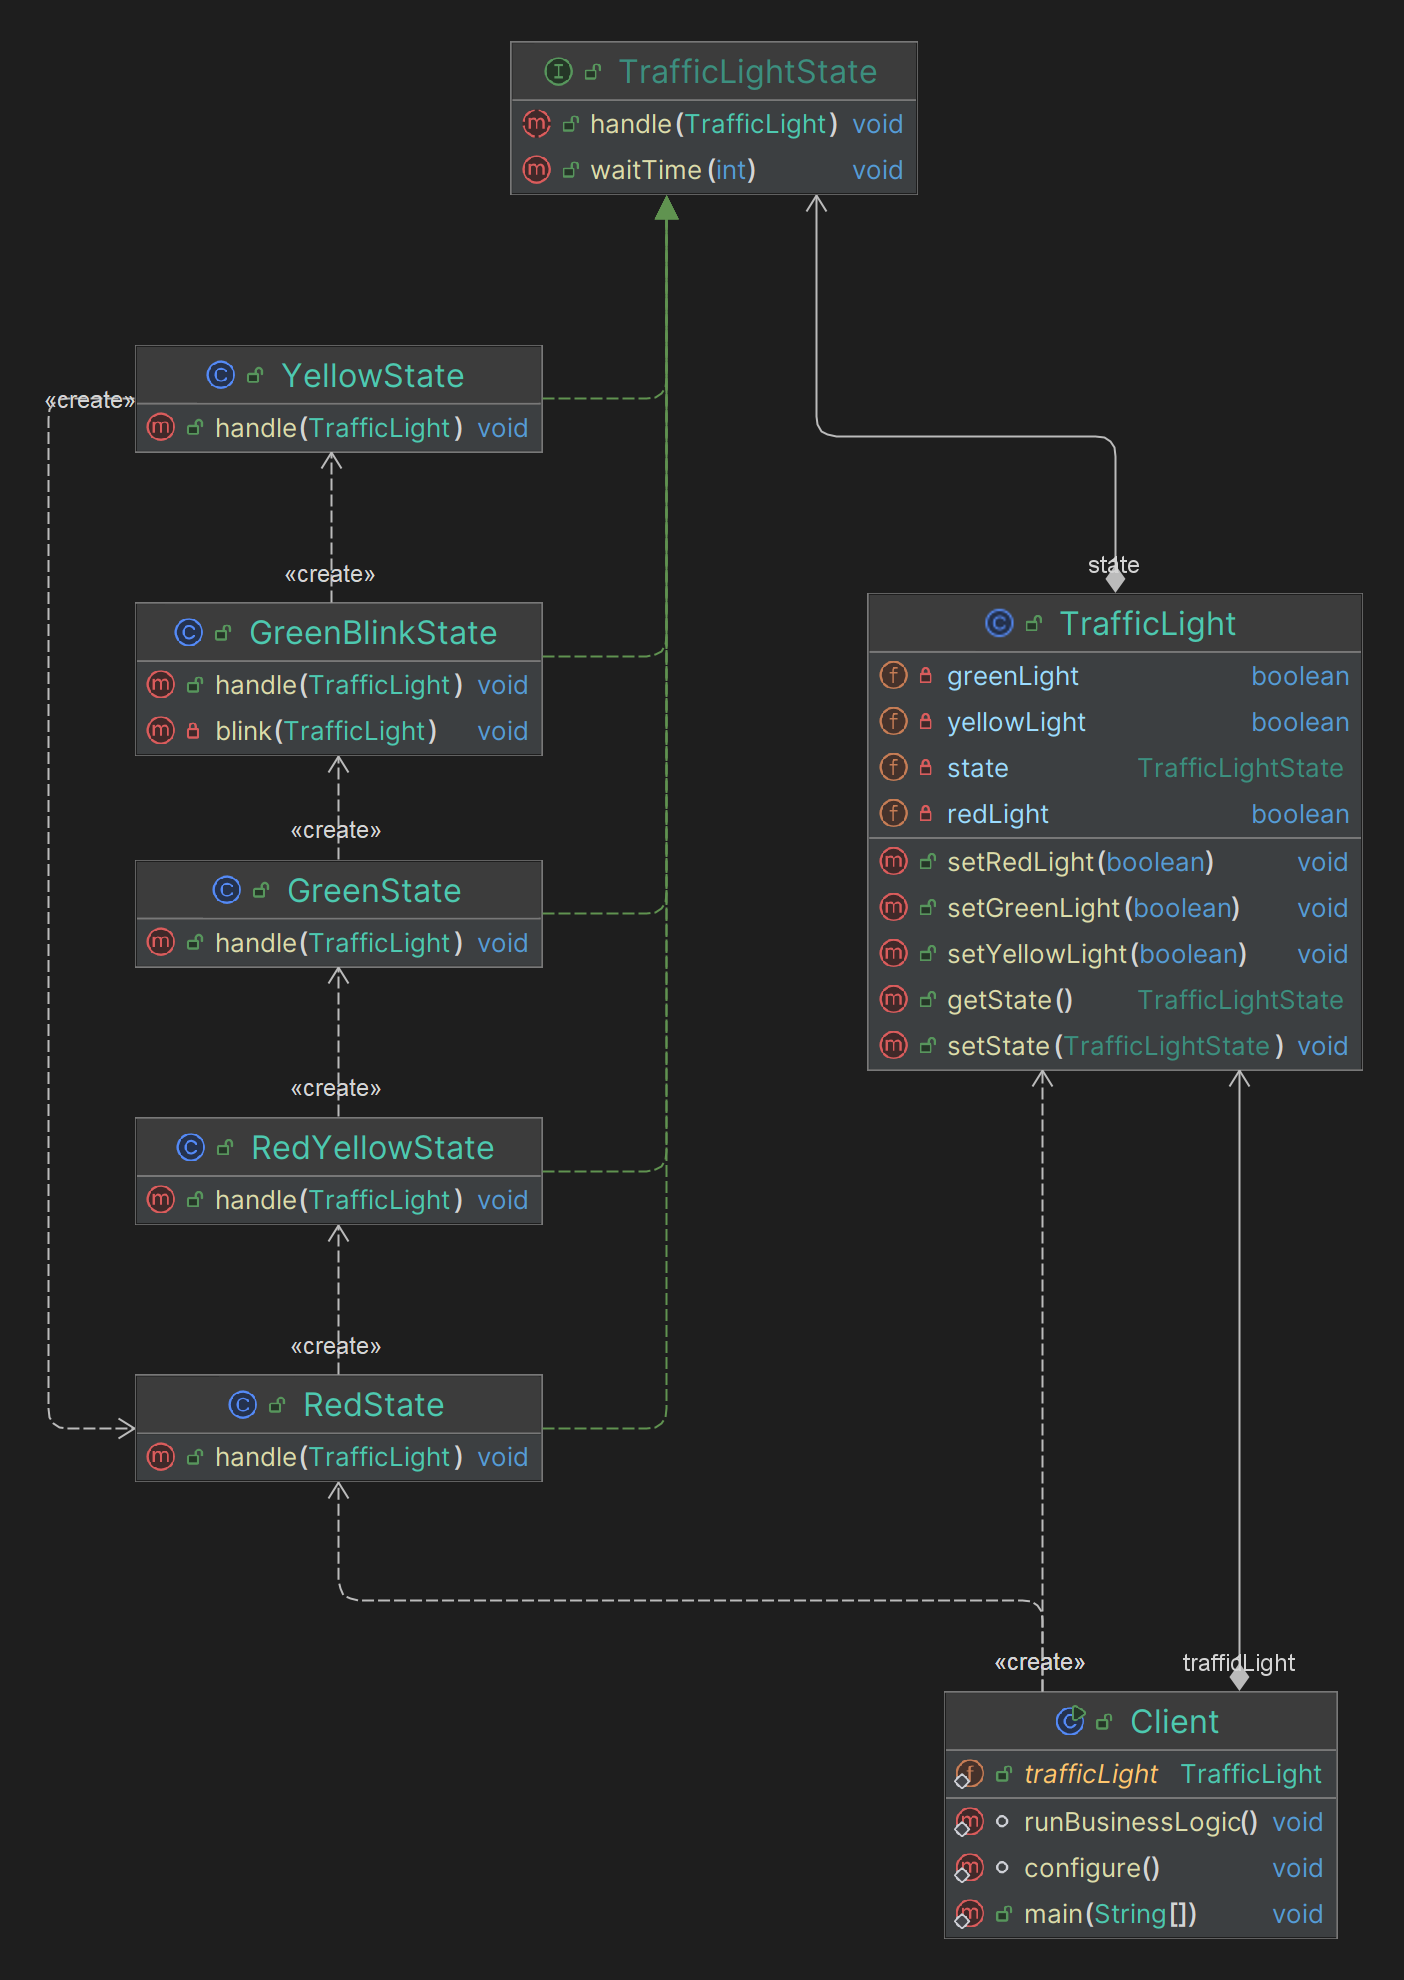 TrafficLightState
handle(TrafficLight) void
waitTime(int) void
YellowState
handle(TrafficLight) void
«create»
«create»
GreenBlinkState
handle(TrafficLight) void
blink(TrafficLight) void
«create»
GreenState
handle(TrafficLight) void
«create»
RedYellowState
handle(TrafficLight) void
«create»
RedState
handle(TrafficLight) void
state
TrafficLight
greenLight boolean
yellowLight boolean
state TrafficLightState
redLight boolean
setRedLight(boolean) void
setGreenLight(boolean) void
setYellowLight(boolean) void
getState() TrafficLightState
setState(TrafficLightState) void
«create»
trafficLight
Client
trafficLight TrafficLight
runBusinessLogic() void
configure() void
main(String[]) void